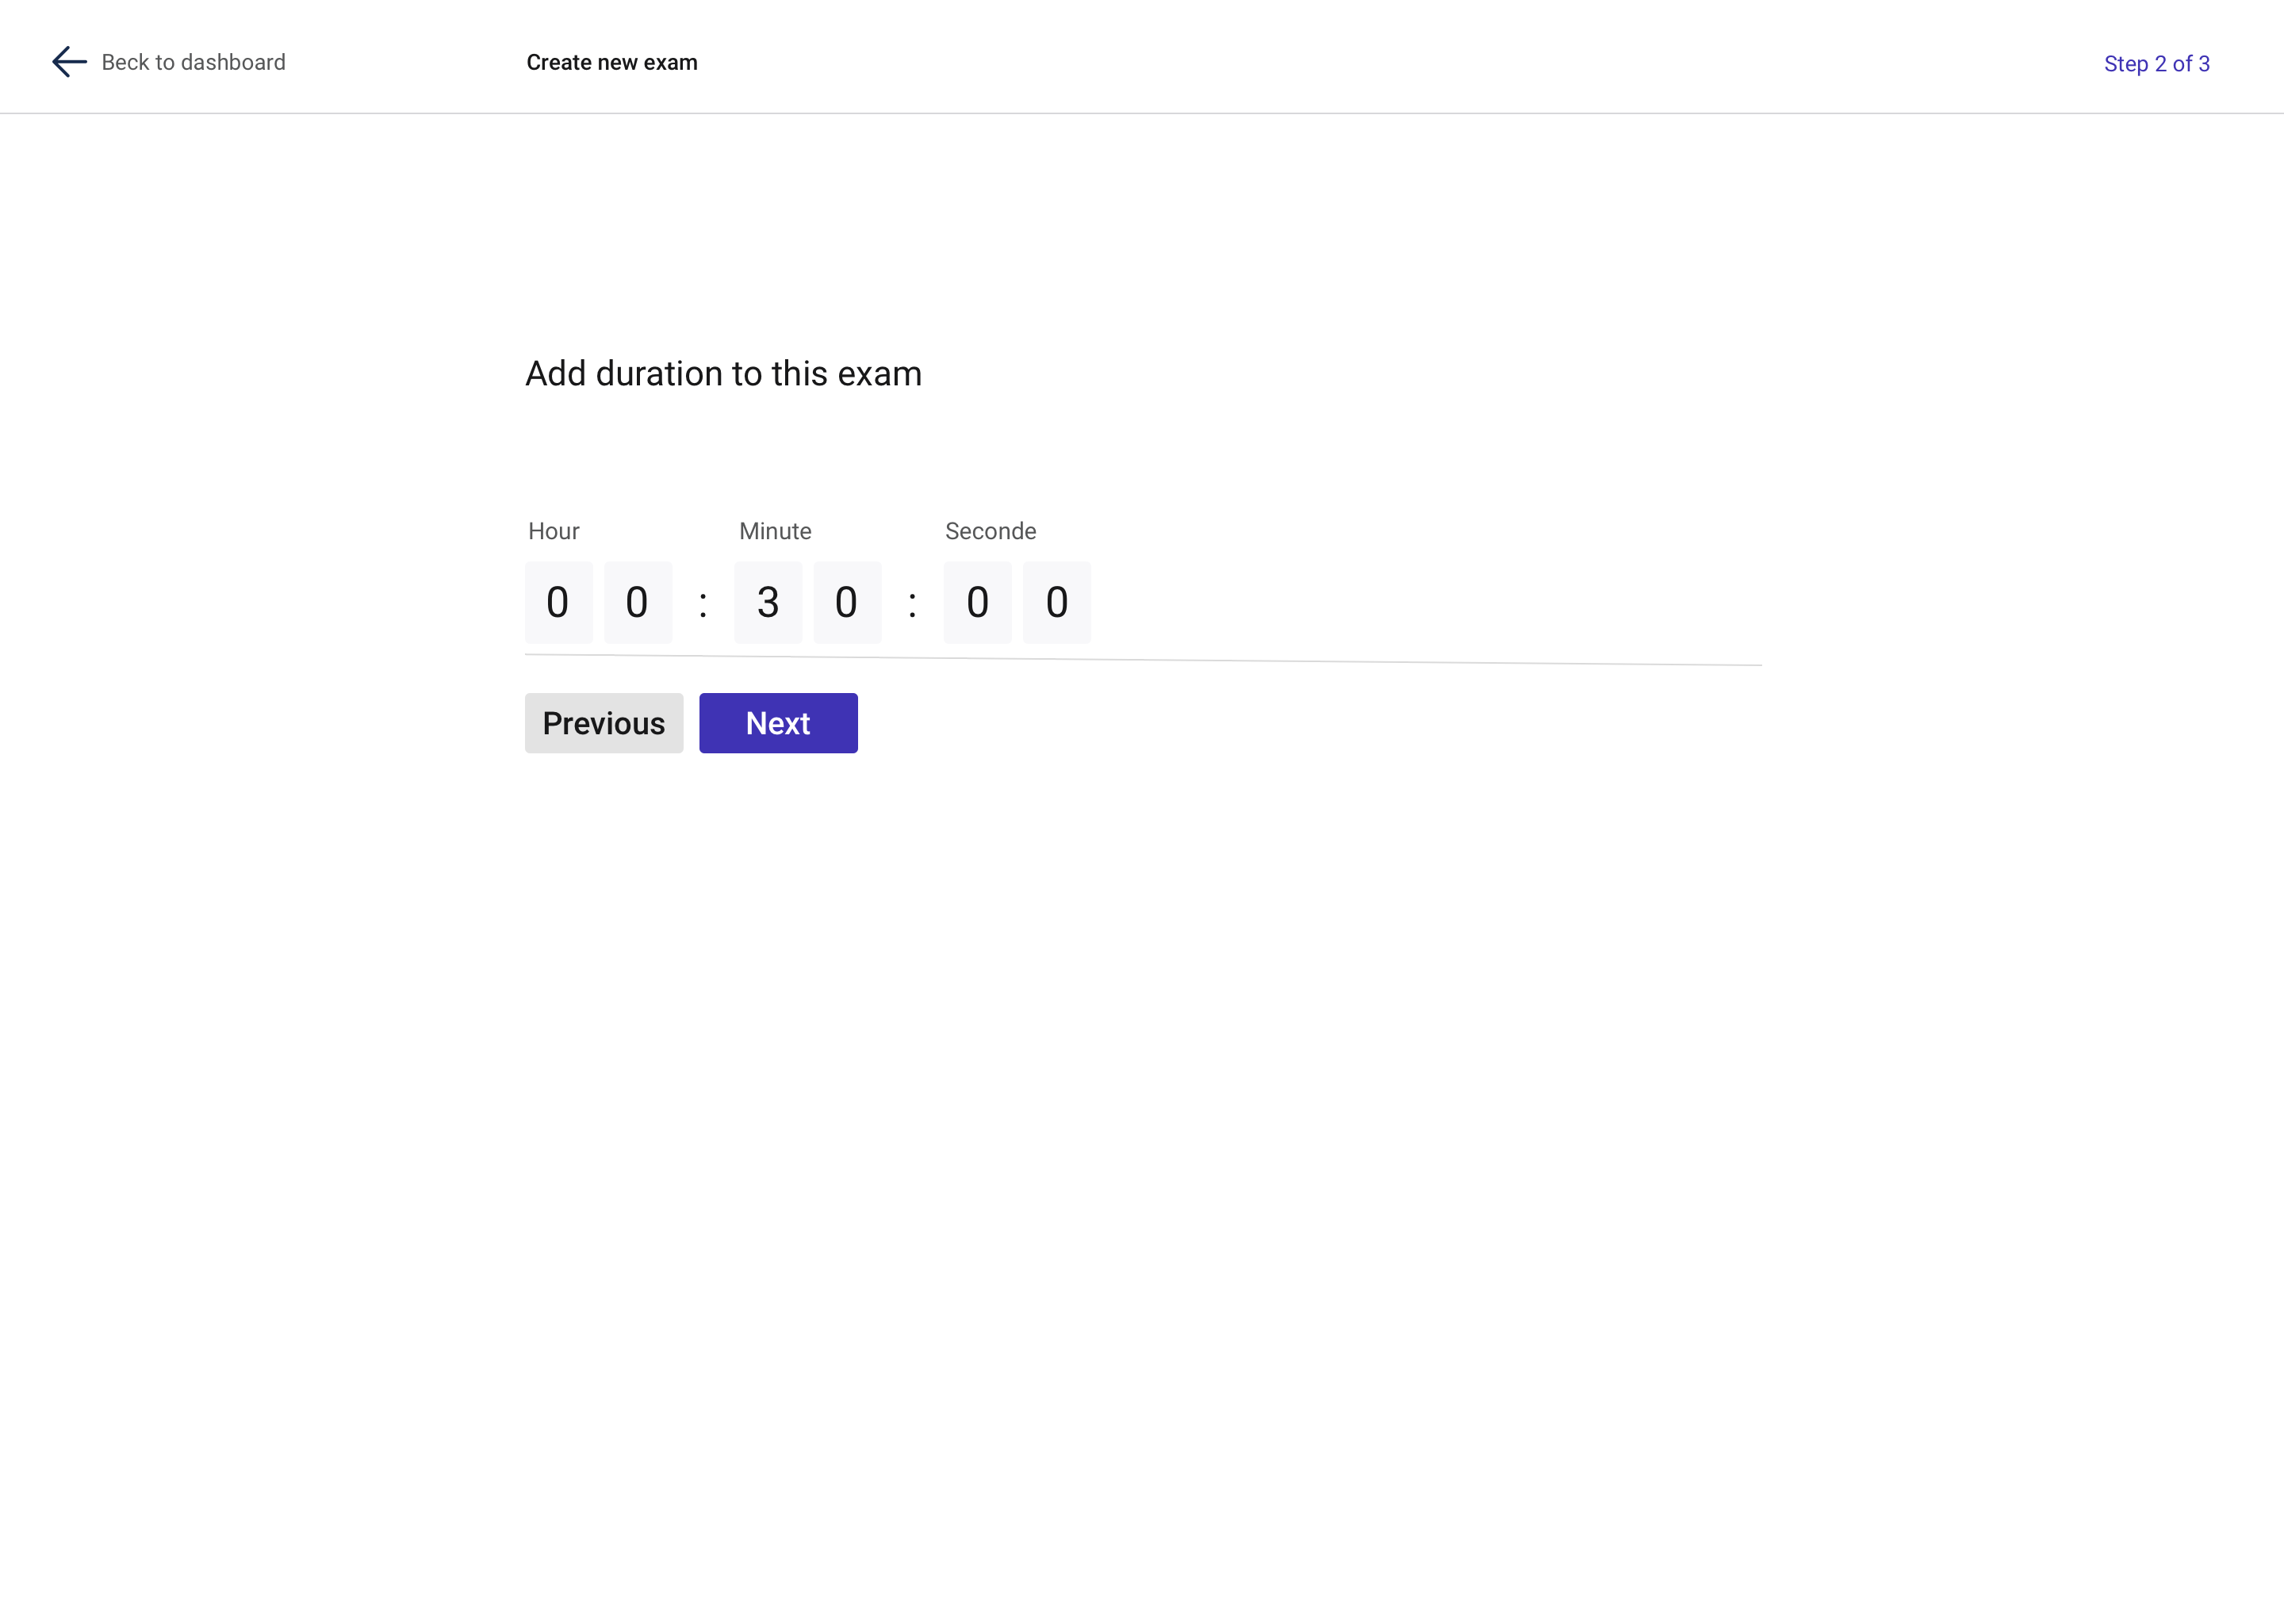 Beck to dashboard Create new exam Step 2 of 3
Add duration to this exam
Hour Minute Seconde
0 0 : 3 0 : 0 0
Previous Next